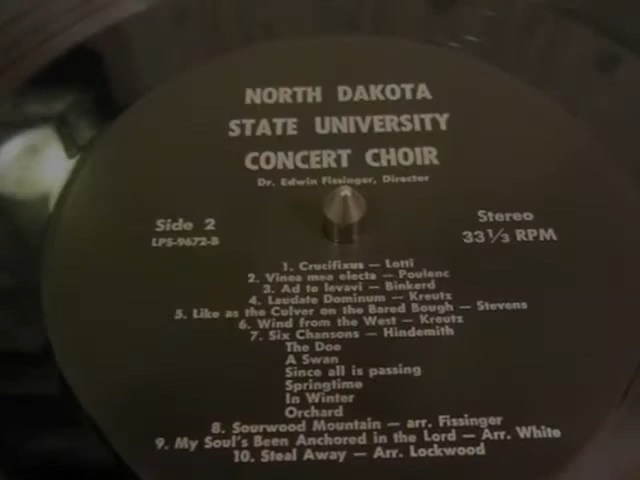 NORTH DAKOTA
STATE UNIVERSITY
CONCERT CHOIR
Dr. Edwin Fissinger, Director
Side 2
LPS-9672-B
Stereo
33 1/3 RPM
1. Crucifixus — Lotti
2. Vinea mea electa — Poulenc
3. Ad te levavi — Binkerd
4. Laudate Dominum — Kreutz
5. Like as the Culver on the Bared Bough — Stevens
6. Wind from the West — Kreutz
7. Six Chansons — Hindemith
The Doe
A Swan
Since all is passing
Springtime
In Winter
Orchard
8. Sourwood Mountain — arr. Fissinger
9. My Soul's Been Anchored in the Lord — Arr. White
10. Steal Away — Arr. Lockwood